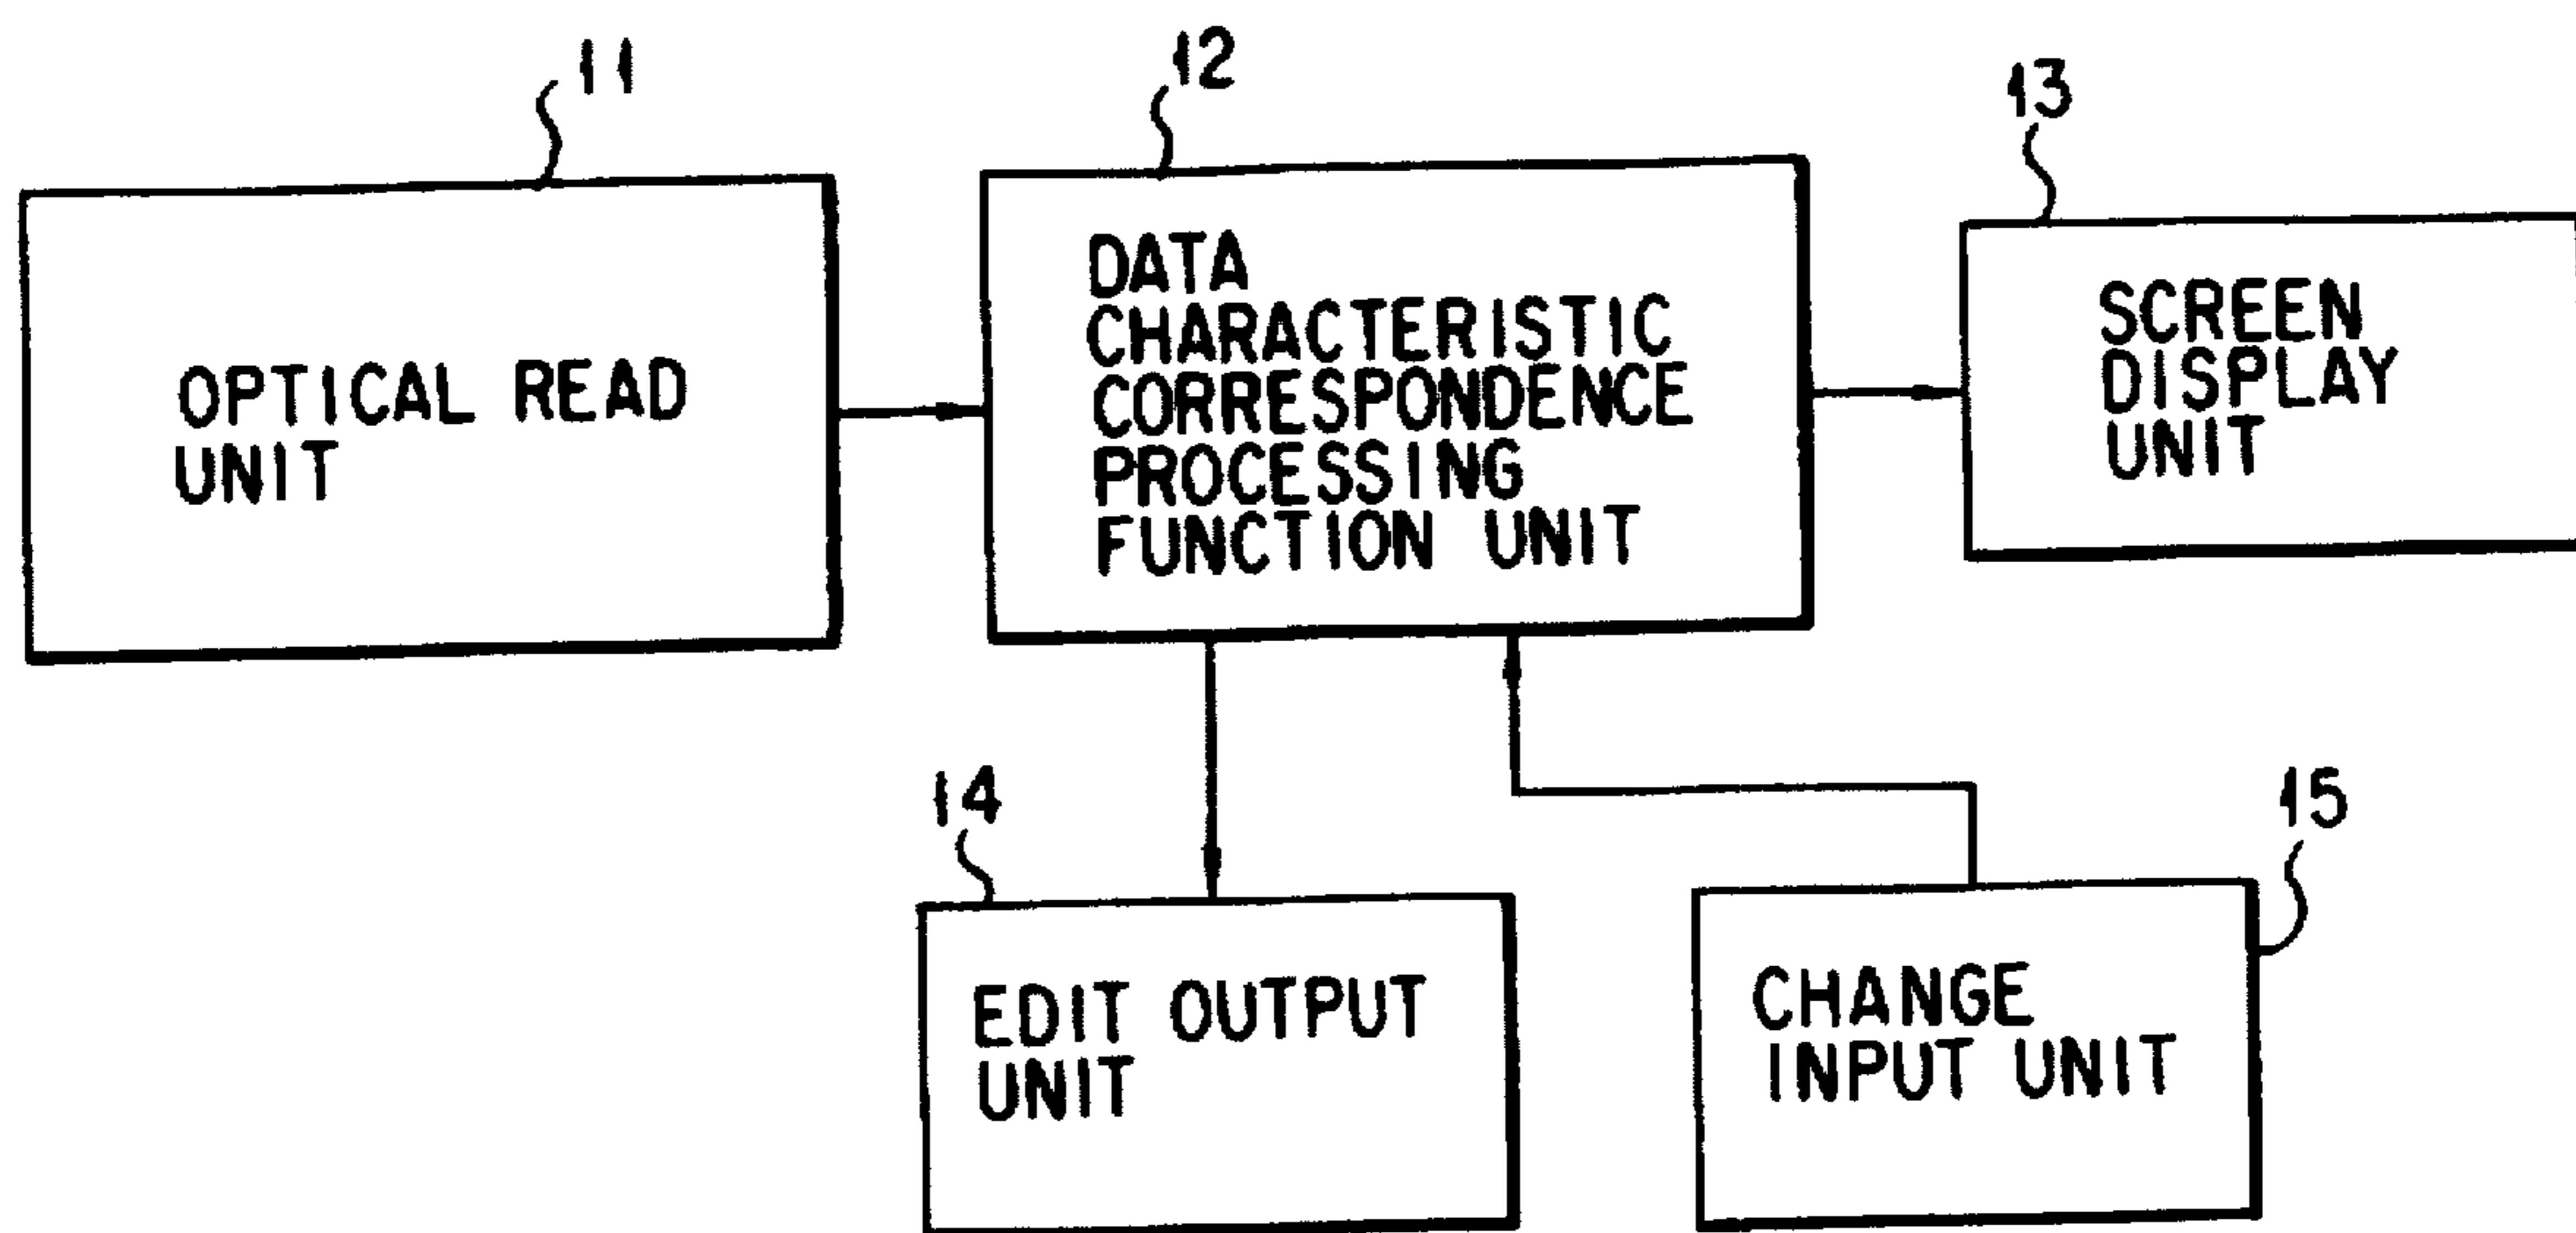 11
12
13
OPTICAL READ
UNIT
DATA
CHARACTERISTIC
CORRESPONDENCE
PROCESSING
FUNCTION UNIT
SCREEN
DISPLAY
UNIT
14
15
EDIT OUTPUT
UNIT
CHANGE
INPUT UNIT